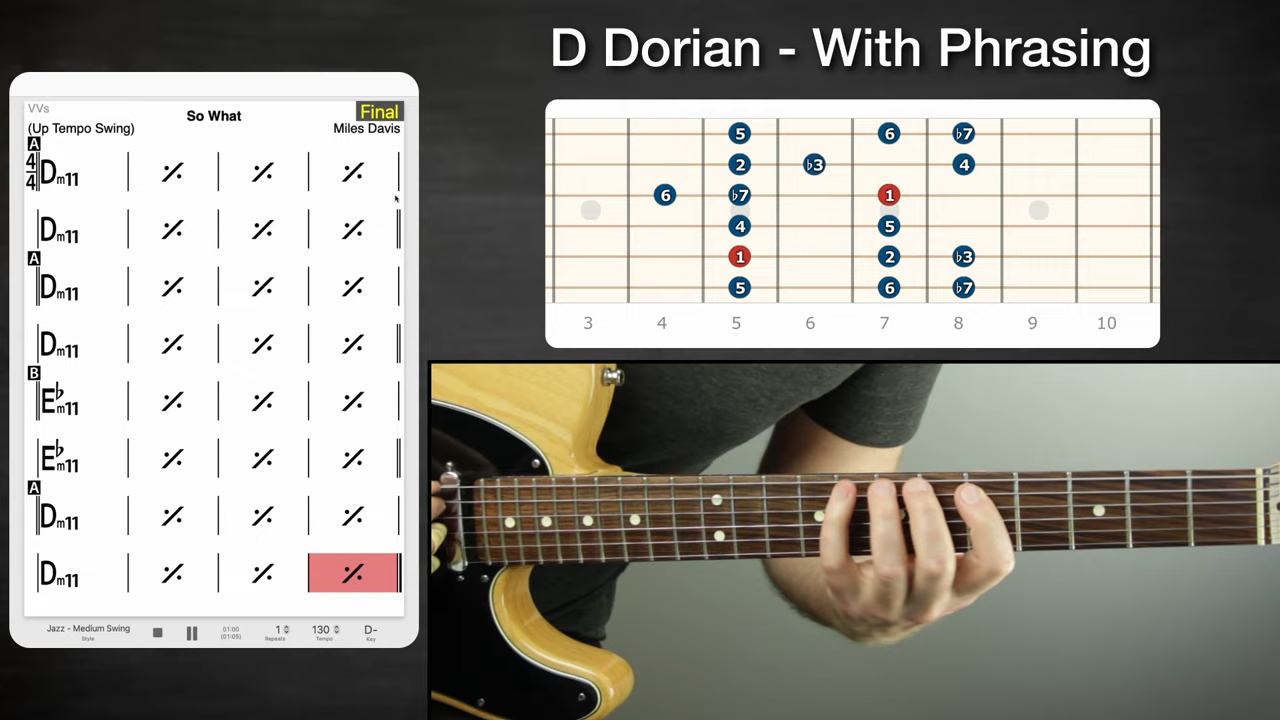 D Dorian - With Phrasing
VVs
So What
Final
(Up Tempo Swing)
Miles Davis
A
4/4 Dm11
Dm11
A
Dm11
Dm11
B
E♭m11
E♭m11
A
Dm11
Dm11
Jazz - Medium Swing
Style
01:00
(01:05)
1
Repeats
130
Tempo
D-
Key
5 6 ♭7
2 ♭3 4
6 ♭7 1
4 5
1 2 ♭3
5 6 ♭7
3 4 5 6 7 8 9 10